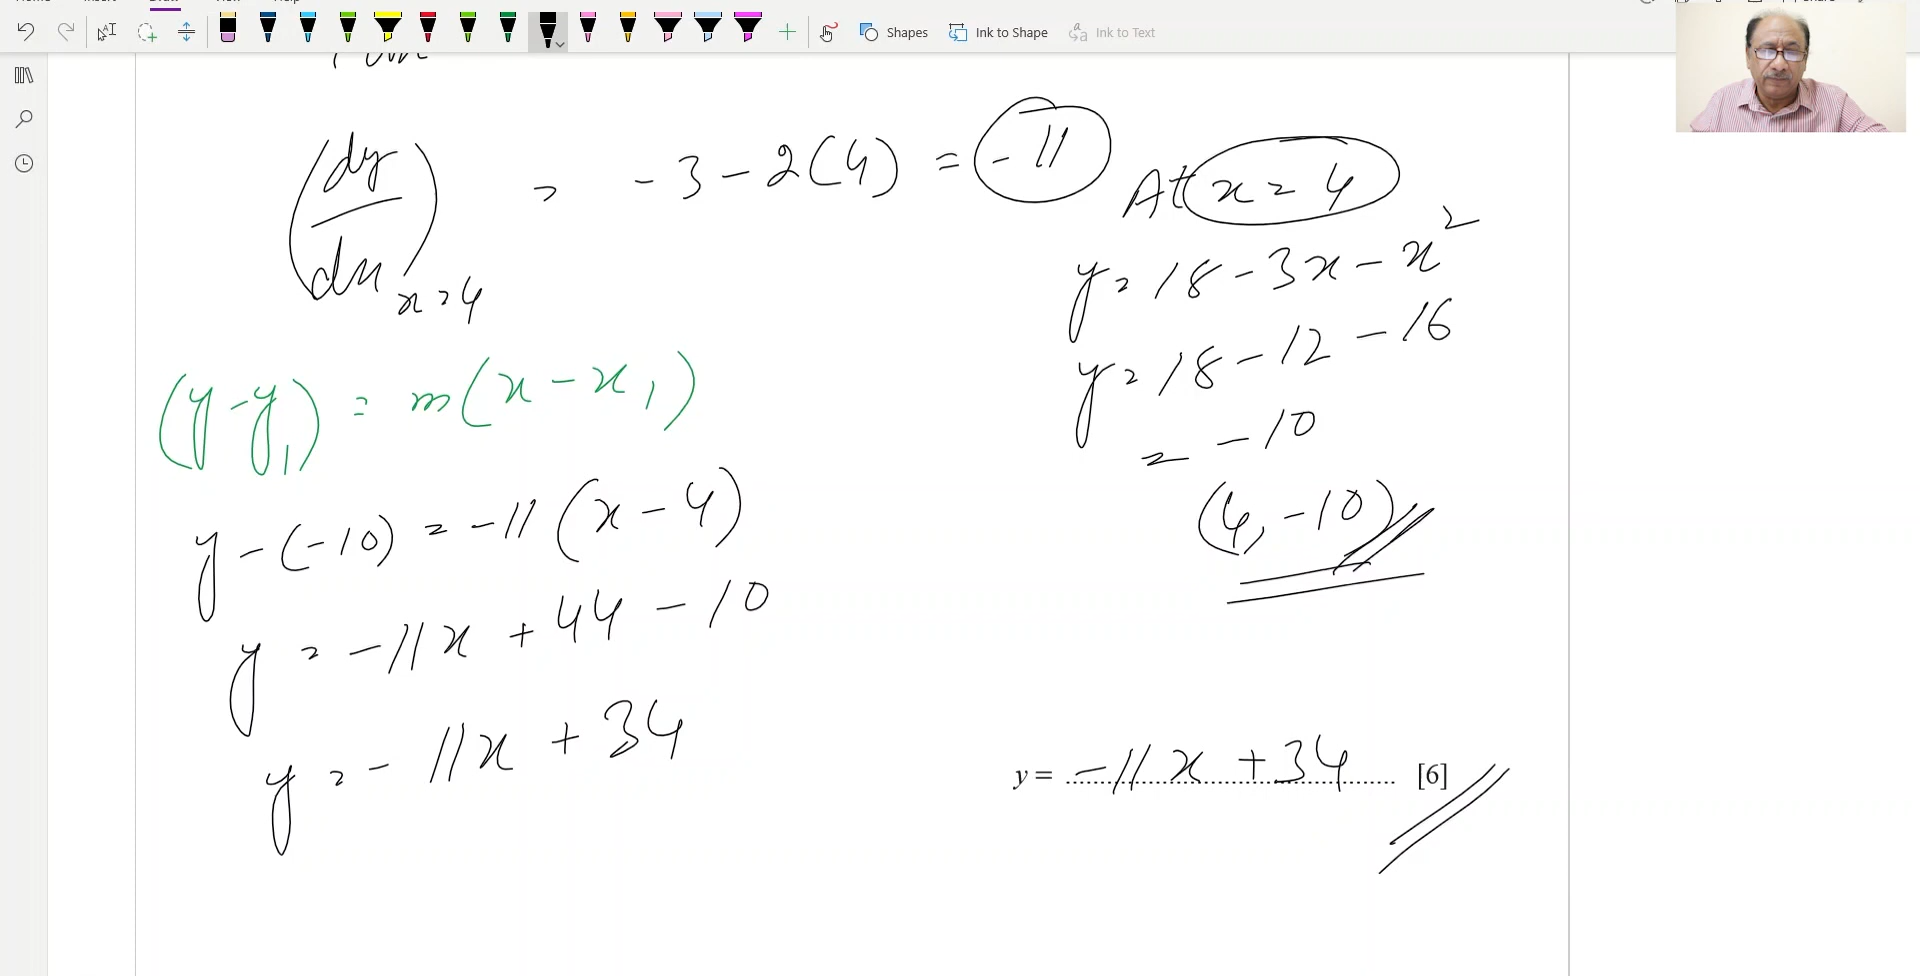 Shapes
Ink to Shape
Ink to Text
(dy/dx) x=4 = -3 - 2(4) = -11
At x = 4
y = 18 - 3x - x²
y = 18 - 12 - 16
= -10
(4, -10)
(y - y₁) = m(x - x₁)
y - (-10) = -11(x - 4)
y = -11x + 44 - 10
y = -11x + 34
y = -11x + 34 [6]